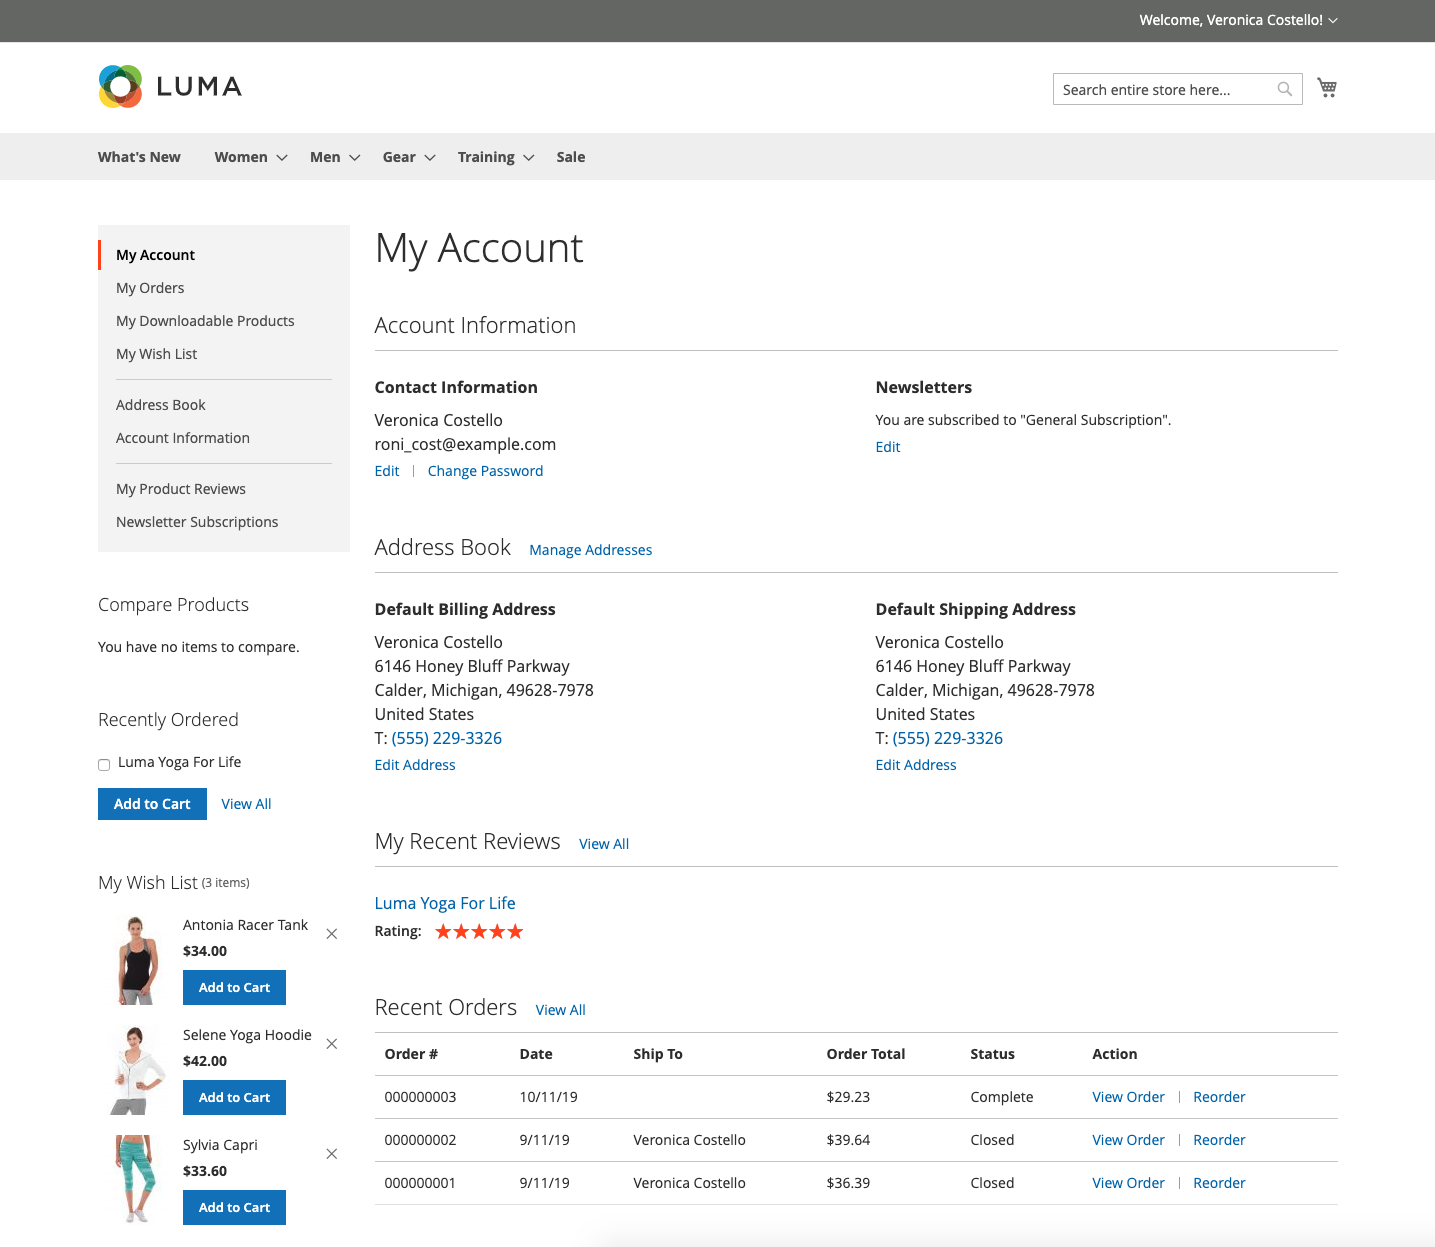 Welcome, Veronica Costello!
LUMA
Search entire store here...
What's New Women Men Gear Training Sale
My Account
My Orders
My Downloadable Products
My Wish List
Address Book
Account Information
My Product Reviews
Newsletter Subscriptions
Compare Products
You have no items to compare.
Recently Ordered
Luma Yoga For Life
Add to Cart View All
My Wish List (3 items)
Antonia Racer Tank
$34.00
Add to Cart
Selene Yoga Hoodie
$42.00
Add to Cart
Sylvia Capri
$33.60
Add to Cart
My Account
Account Information
Contact Information
Veronica Costello
roni_cost@example.com
Edit | Change Password
Newsletters
You are subscribed to "General Subscription".
Edit
Address Book Manage Addresses
Default Billing Address
Veronica Costello
6146 Honey Bluff Parkway
Calder, Michigan, 49628-7978
United States
T: (555) 229-3326
Edit Address
Default Shipping Address
Veronica Costello
6146 Honey Bluff Parkway
Calder, Michigan, 49628-7978
United States
T: (555) 229-3326
Edit Address
My Recent Reviews View All
Luma Yoga For Life
Rating:
Recent Orders View All
Order # Date Ship To Order Total Status Action
000000003 10/11/19 $29.23 Complete View Order | Reorder
000000002 9/11/19 Veronica Costello $39.64 Closed View Order | Reorder
000000001 9/11/19 Veronica Costello $36.39 Closed View Order | Reorder